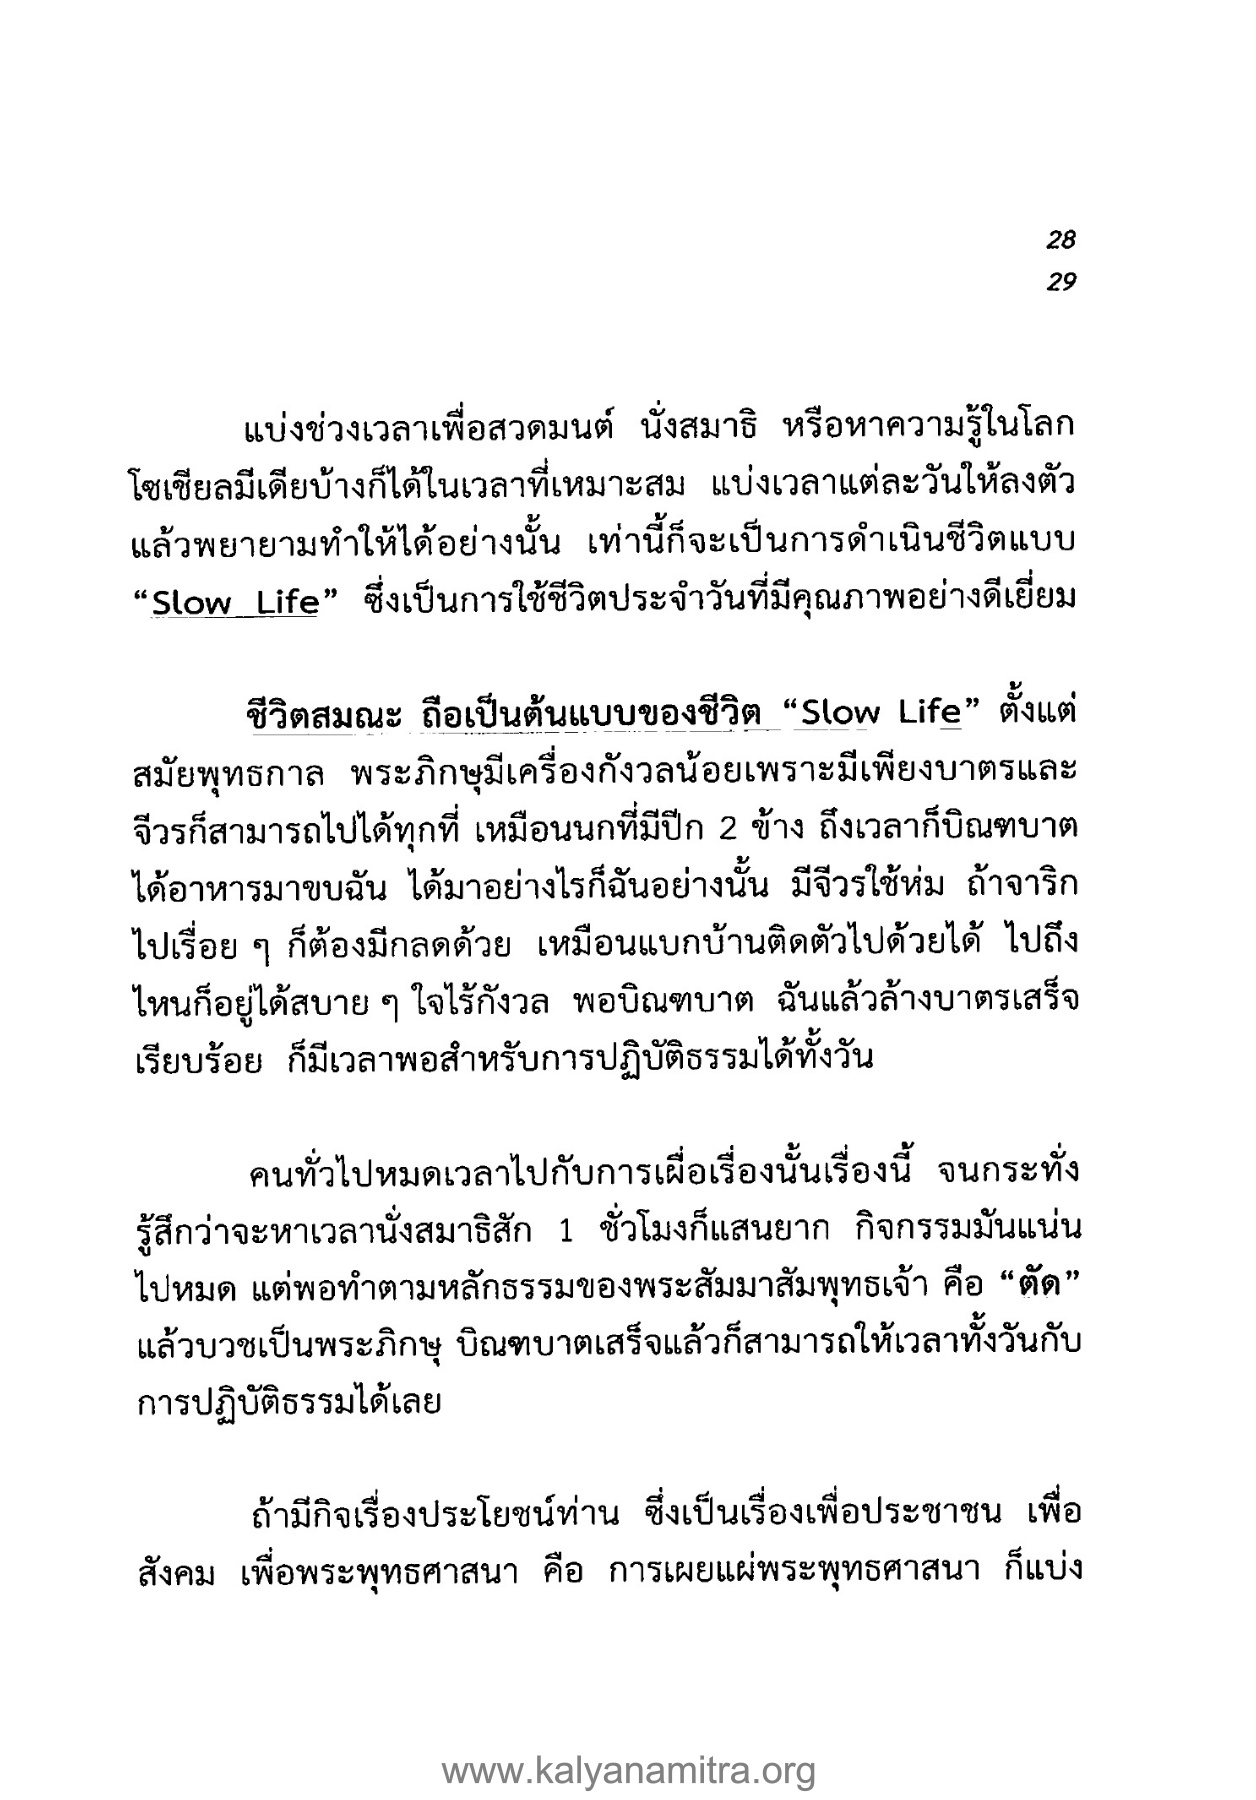 28
29
แบ่งช่วงเวลาเพื่อสวดมนต์ นั่งสมาธิ หรือหาความรู้ในโลก
โซเชียลมีเดียบ้างก็ได้ในเวลาที่เหมาะสม แบ่งเวลาแต่ละวันให้ลงตัว
แล้วพยายามทำให้ได้อย่างนั้น เท่านี้ก็จะเป็นการดำเนินชีวิตแบบ
“Slow Life” ซึ่งเป็นการใช้ชีวิตประจำวันที่มีคุณภาพอย่างดีเยี่ยม
ชีวิตสมณะ ถือเป็นต้นแบบของชีวิต “Slow Life” ตั้งแต่
สมัยพุทธกาล พระภิกษุมีเครื่องกังวลน้อยเพราะมีเพียงบาตรและ
จีวรก็สามารถไปได้ทุกที่ เหมือนนกที่มีปีก 2 ข้าง ถึงเวลาก็บิณฑบาต
ได้อาหารมาขบฉัน ได้มาอย่างไรก็ฉันอย่างนั้น มีจีวรใช้ห่ม ถ้าจาริก
ไปเรื่อย ๆ ก็ต้องมีกลดด้วย เหมือนแบกบ้านติดตัวไปด้วยได้ ไปถึง
ไหนก็อยู่ได้สบาย ๆ ใจไร้กังวล พอบิณฑบาต ฉันแล้วล้างบาตรเสร็จ
เรียบร้อย ก็มีเวลาพอสำหรับการปฏิบัติธรรมได้ทั้งวัน
คนทั่วไปหมดเวลาไปกับการเผื่อเรื่องนั้นเรื่องนี้ จนกระทั่ง
รู้สึกว่าจะหาเวลานั่งสมาธิสัก 1 ชั่วโมงก็แสนยาก กิจกรรมมันแน่น
ไปหมด แต่พอทำตามหลักธรรมของพระสัมมาสัมพุทธเจ้า คือ “ตัด”
แล้วบวชเป็นพระภิกษุ บิณฑบาตเสร็จแล้วก็สามารถให้เวลาทั้งวันกับ
การปฏิบัติธรรมได้เลย
ถ้ามีกิจเรื่องประโยชน์ท่าน ซึ่งเป็นเรื่องเพื่อประชาชน เพื่อ
สังคม เพื่อพระพุทธศาสนา คือ การเผยแผ่พระพุทธศาสนา ก็แบ่ง
www.kalyanamitra.org